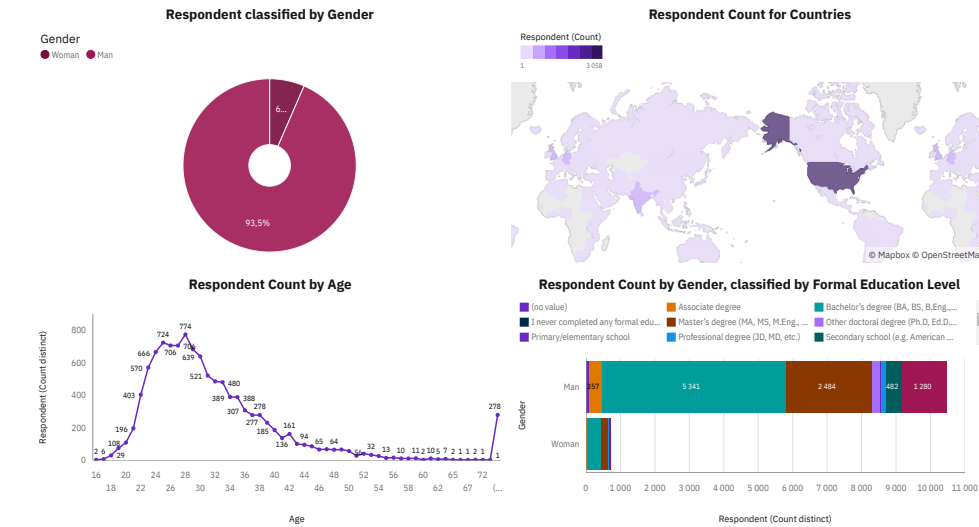 Respondent classified by Gender
Gender
Woman Man
6...
93,5%
Respondent Count for Countries
Respondent (Count)
1 3 058
© Mapbox © OpenStreetMa
Respondent Count by Age
Respondent (Count distinct)
800
600
400
200
0
2 6 108 29 196 403 570 666 724 706 774 706 639 521 389 480 307 388 277 278 185 136 161 94 65 64 56 32 13 10 11 2 10 5 7 2 1 1 2 1 1 278
16 20 24 28 32 36 40 44 48 52 56 60 65 72
18 22 26 30 34 38 42 46 50 54 58 62 67 (...
Age
Respondent Count by Gender, classified by Formal Education Level
(no value) Associate degree Bachelor's degree (BA, BS, B.Eng.,...
I never completed any formal edu... Master's degree (MA, MS, M.Eng., ... Other doctoral degree (Ph.D, Ed.D....
Primary/elementary school Professional degree (JD, MD, etc.) Secondary school (e.g. American ...
Gender
Man 357 5 341 2 484 482 1 280
Woman
0 1 000 2 000 3 000 4 000 5 000 6 000 7 000 8 000 9 000 10 000 11 000
Respondent (Count distinct)